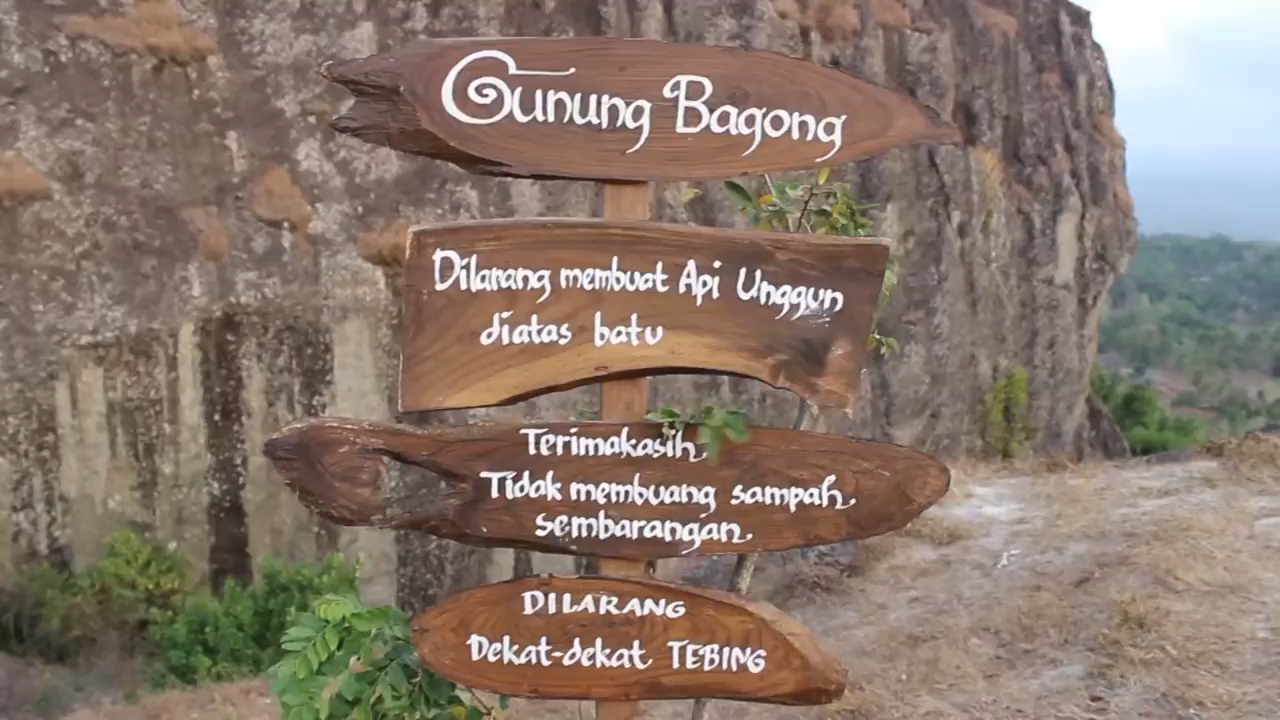 Gunung Bagong
Dilarang membuat Api Unggun
diatas batu
Terimakasih
Tidak membuang sampah
sembarangan
DILARANG
Dekat-dekat TEBING